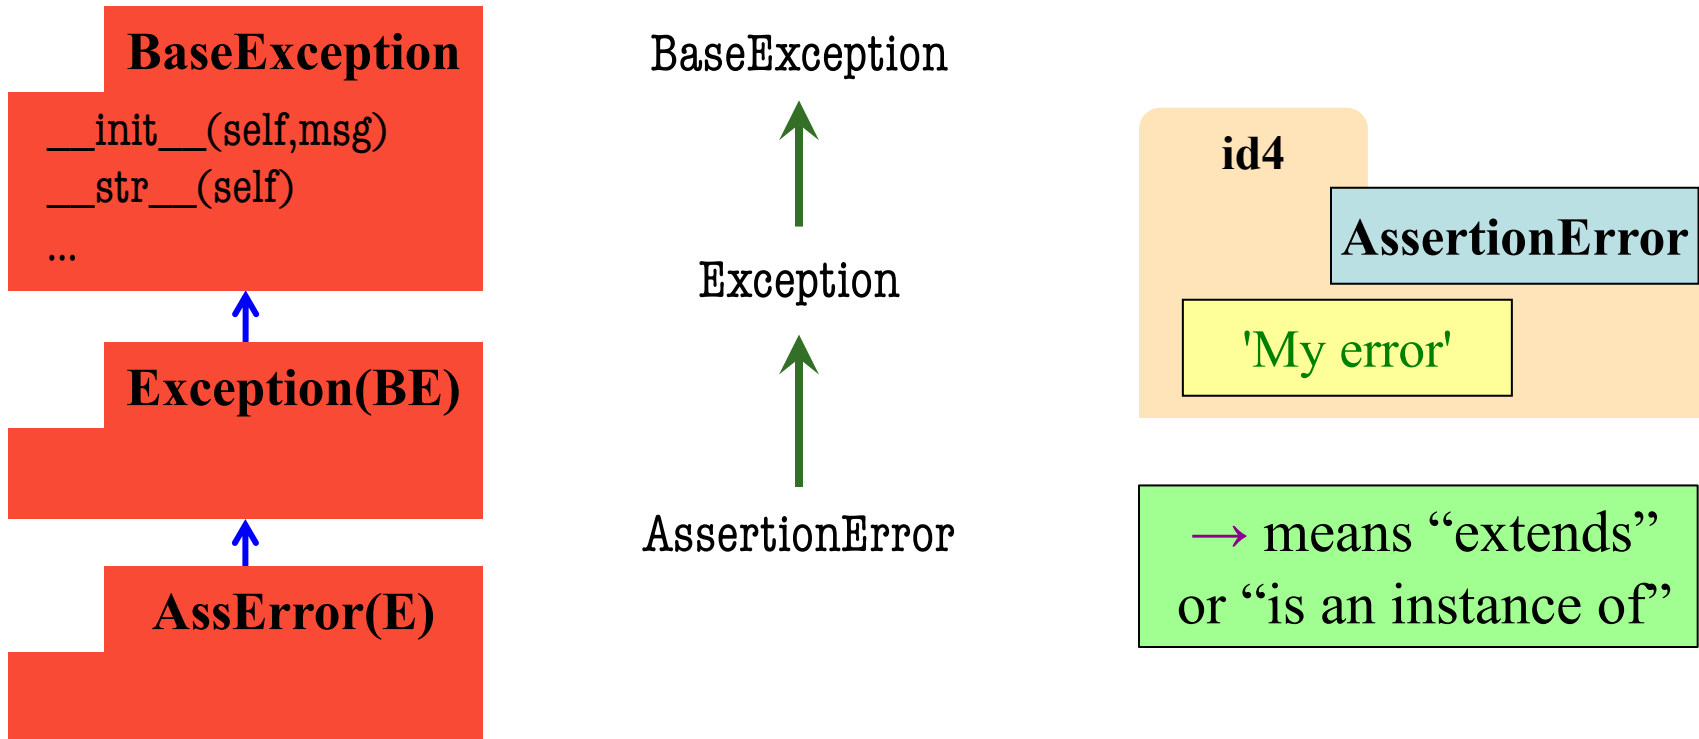 BaseException
__init__(self,msg)
__str__(self)
...
Exception(BE)
AssError(E)
BaseException
Exception
AssertionError
id4
AssertionError
'My error'
→ means “extends”
or “is an instance of”